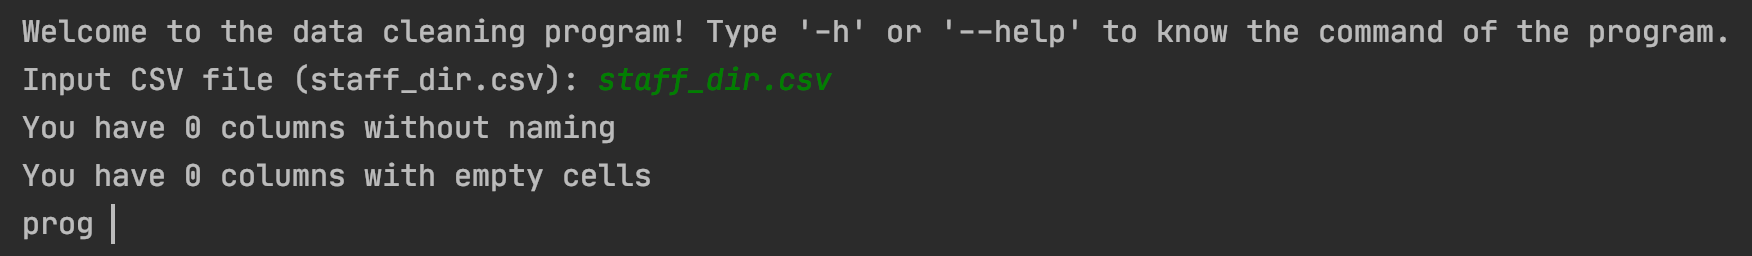 Welcome to the data cleaning program! Type '-h' or '--help' to know the command of the program.
Input CSV file (staff_dir.csv): staff_dir.csv
You have 0 columns without naming
You have 0 columns with empty cells
prog